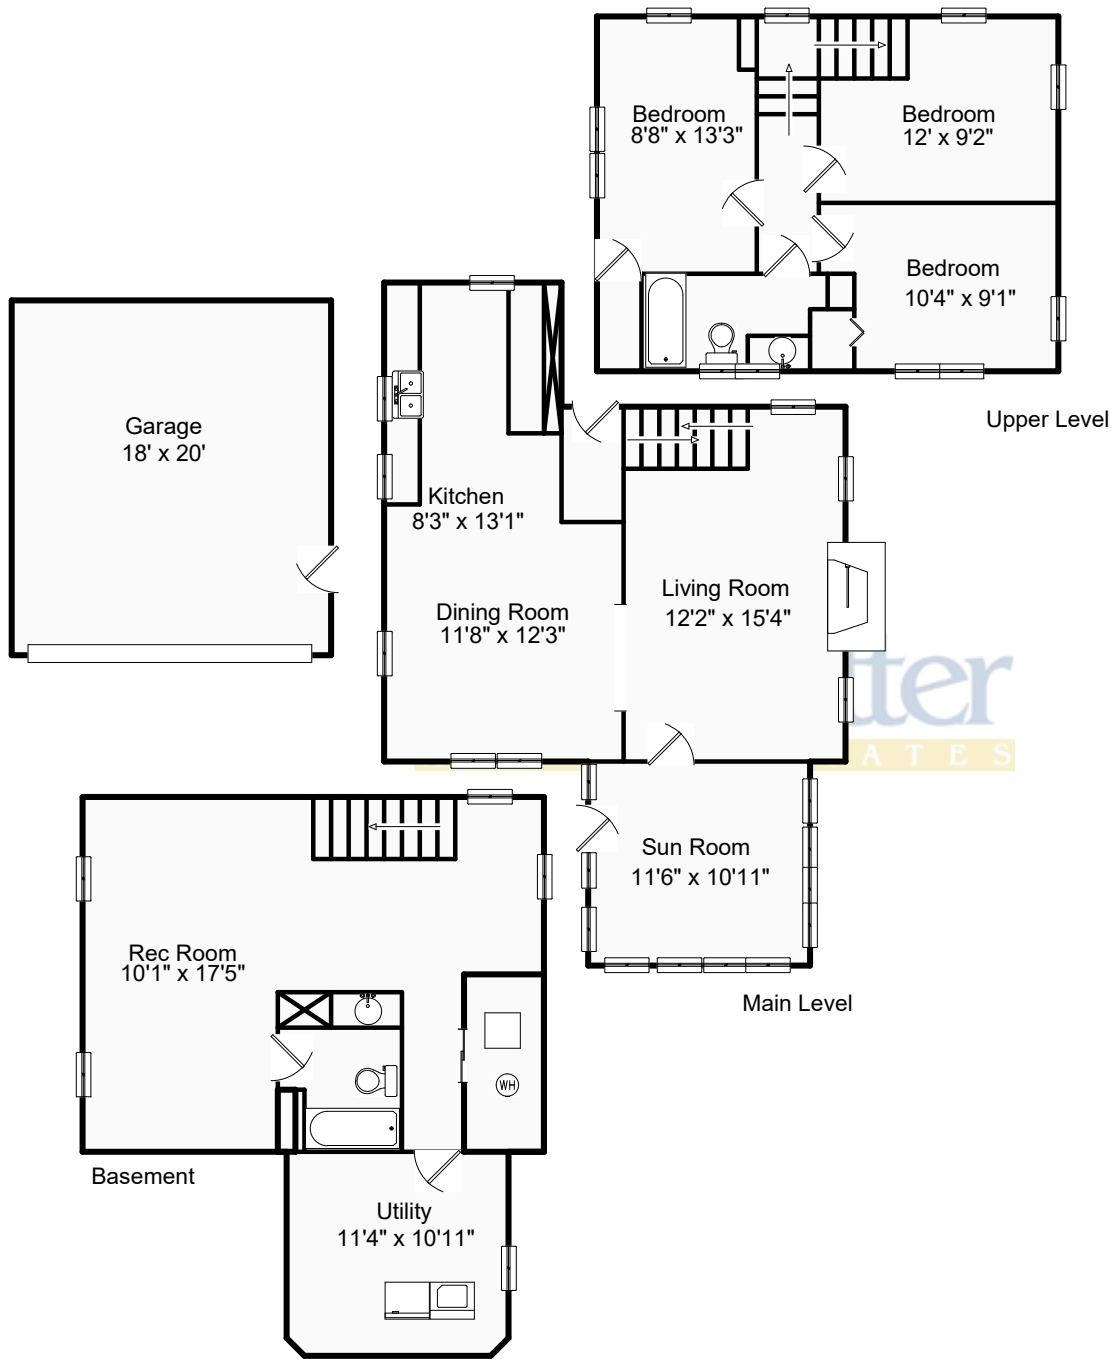 Bedroom
8'8" x 13'3"
Bedroom
12' x 9'2"
Bedroom
10'4" x 9'1"
Upper Level
Garage
18' x 20'
Kitchen
8'3" x 13'1"
Dining Room
11'8" x 12'3"
Living Room
12'2" x 15'4"
Sun Room
11'6" x 10'11"
Main Level
Rec Room
10'1" x 17'5"
WH
Basement
Utility
11'4" x 10'11"